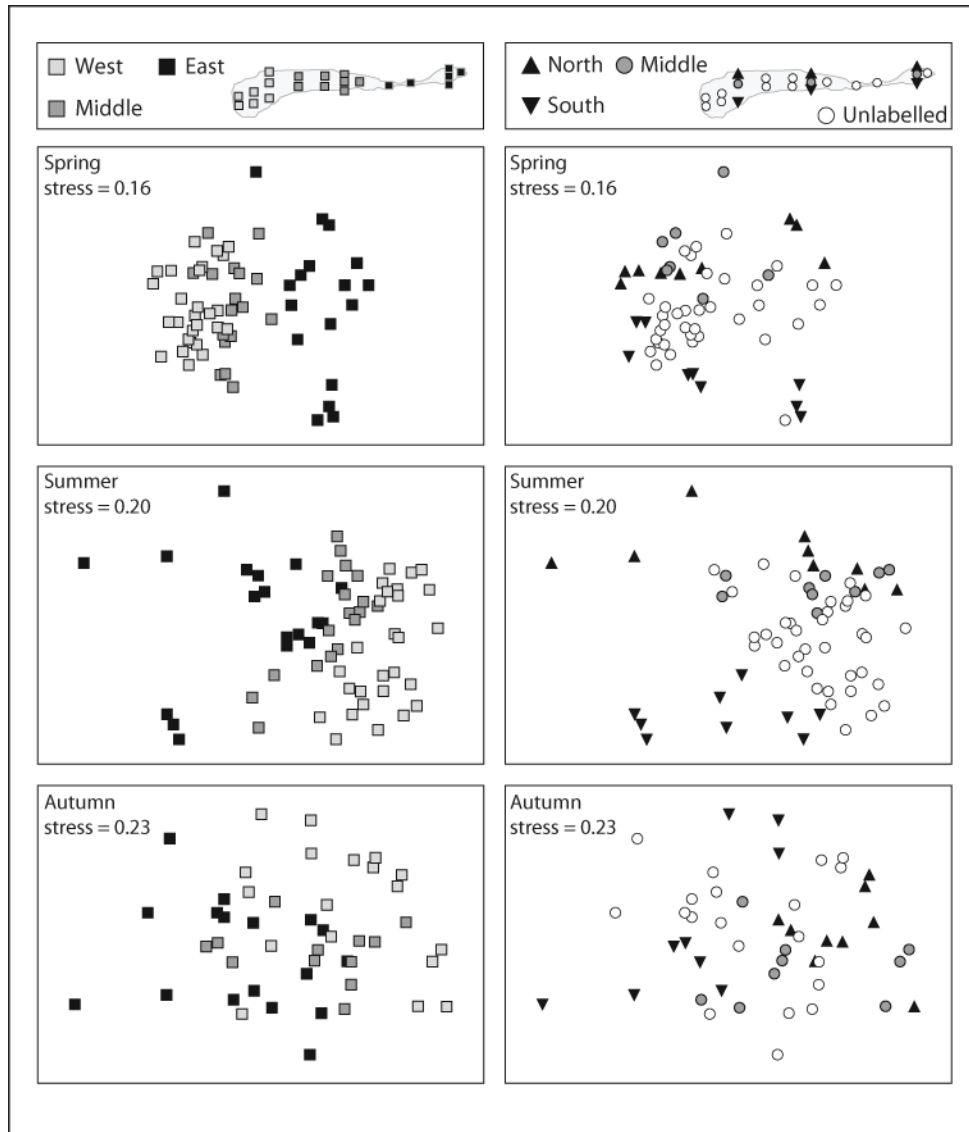 West
East
Middle
North
Middle
South
Unlabelled
Spring
stress = 0.16
Spring
stress = 0.16
Summer
stress = 0.20
Summer
stress = 0.20
Autumn
stress = 0.23
Autumn
stress = 0.23